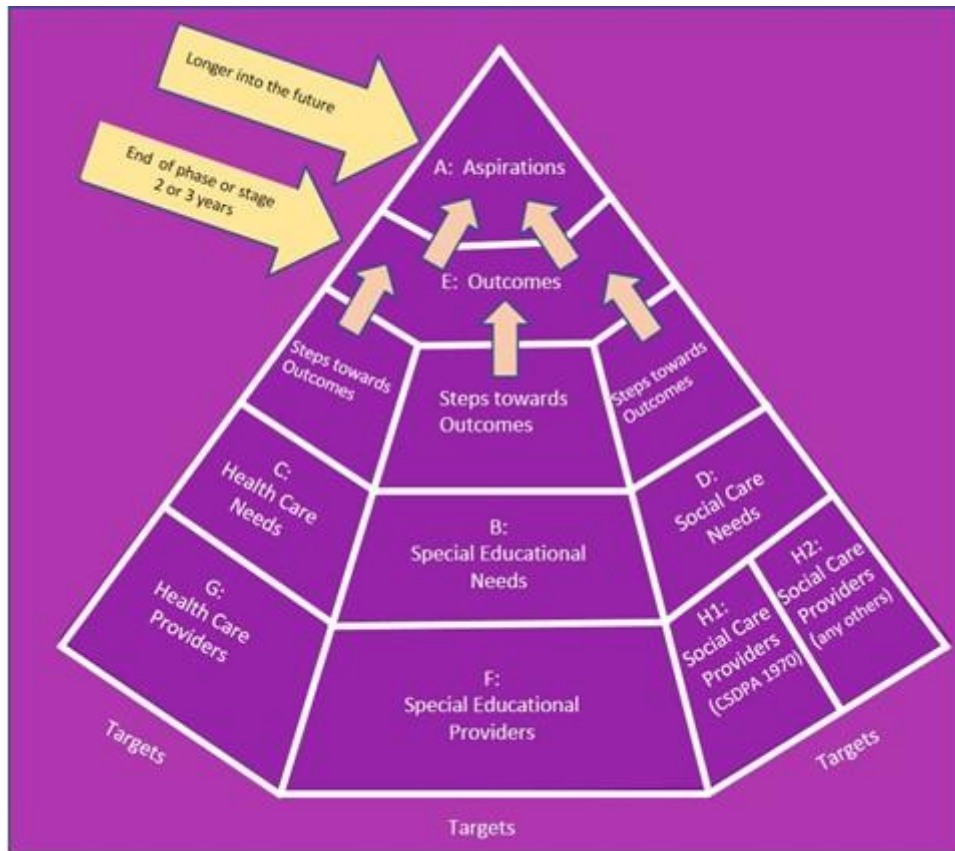 Longer into the future
End of phase or stage
2 or 3 years
A: Aspirations
E: Outcomes
Steps towards
Outcomes
Steps towards
Outcomes
Steps towards
Outcomes
C:
Health Care
Needs
B:
Special Educational
Needs
D:
Social Care
Needs
G:
Health Care
Providers
F:
Special Educational
Providers
H1:
Social Care
Providers
(CSDPA 1970)
H2:
Social Care
Providers
(any others)
Targets
Targets
Targets